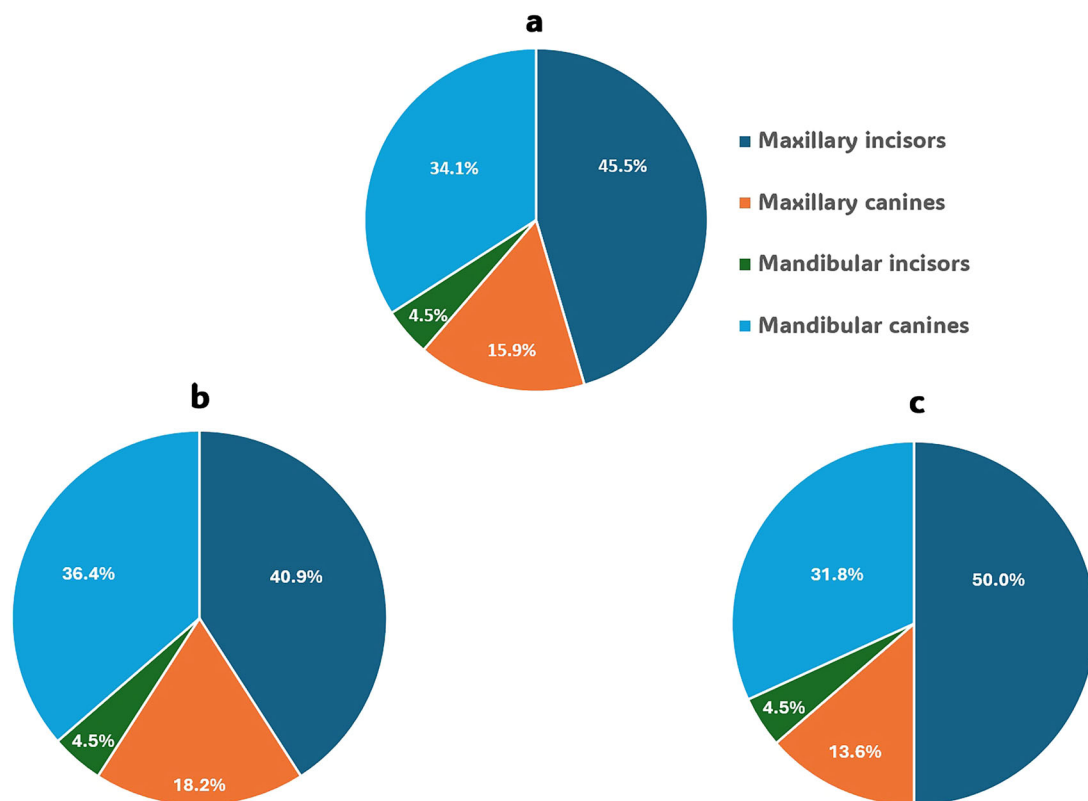 a
45.5%
34.1%
4.5%
15.9%
Maxillary incisors
Maxillary canines
Mandibular incisors
Mandibular canines
b
40.9%
36.4%
4.5%
18.2%
c
50.0%
31.8%
4.5%
13.6%